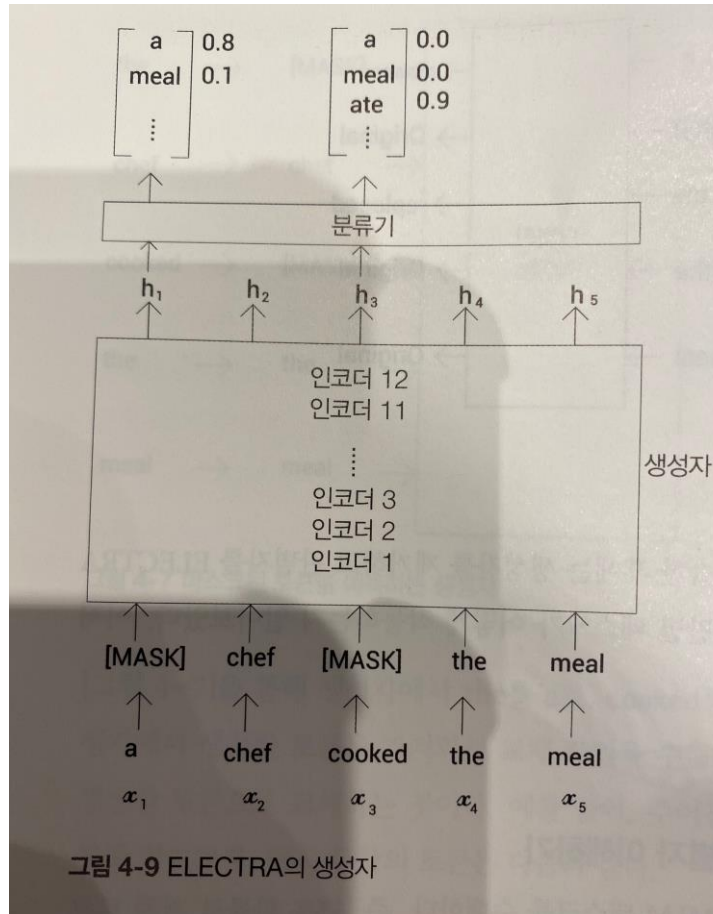 a 0.8 a 0.0
meal 0.1 meal 0.0
ate 0.9
분류기
h₁ h₂ h₃ h₄ h₅
인코더 12
인코더 11
생성자
인코더 3
인코더 2
인코더 1
[MASK] chef [MASK] the meal
a chef cooked the meal
x₁ x₂ x₃ x₄ x₅
그림 4-9 ELECTRA의 생성자